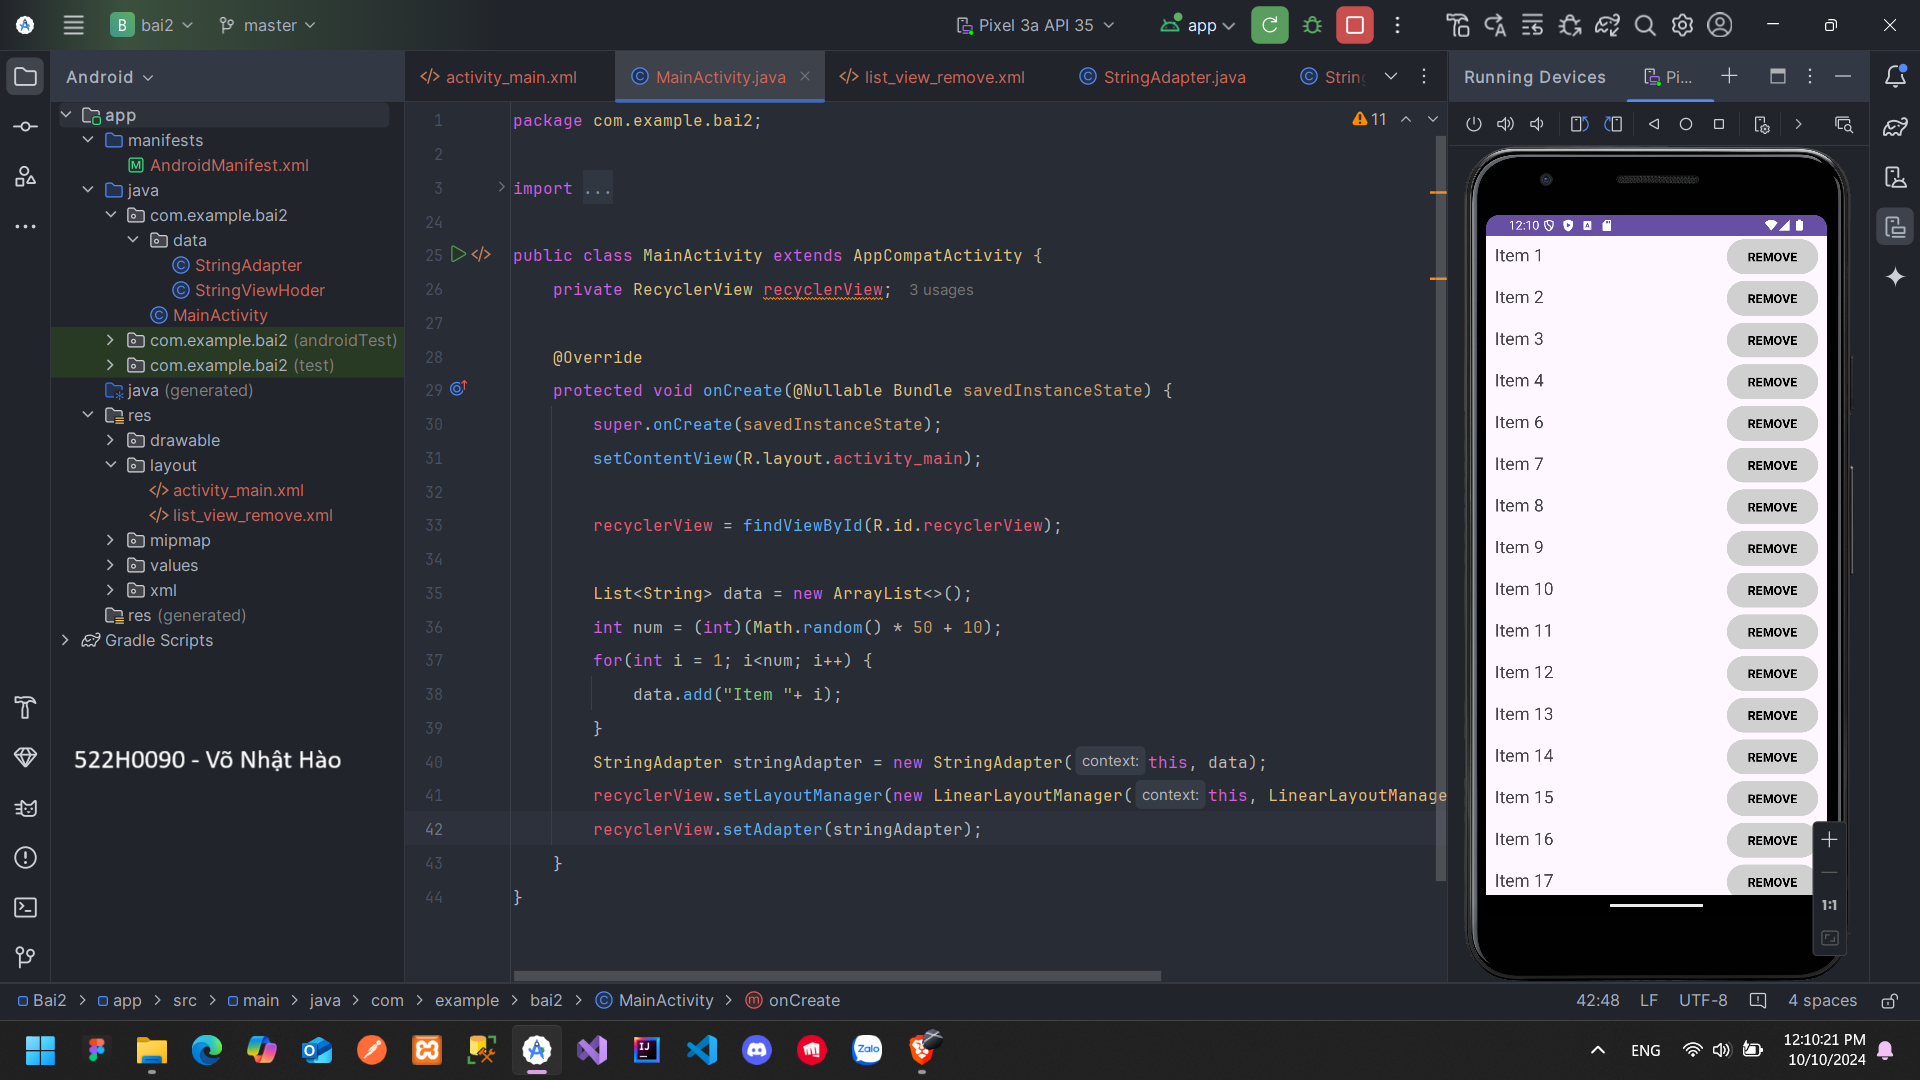 B bai2 master Pixel 3a API 35 app
Android
activity_main.xml MainActivity.java list_view_remove.xml StringAdapter.java String
Running Devices Pi...
app
manifests
AndroidManifest.xml
java
com.example.bai2
data
StringAdapter
StringViewHoder
MainActivity
com.example.bai2 (androidTest)
com.example.bai2 (test)
java (generated)
res
drawable
layout
activity_main.xml
list_view_remove.xml
mipmap
values
xml
res (generated)
Gradle Scripts
522H0090 - Võ Nhật Hào
11
1 package com.example.bai2;
2
3 import ...
24
25 public class MainActivity extends AppCompatActivity {
26 private RecyclerView recyclerView; 3 usages
27
28 @Override
29 protected void onCreate(@Nullable Bundle savedInstanceState) {
30 super.onCreate(savedInstanceState);
31 setContentView(R.layout.activity_main);
32
33 recyclerView = findViewById(R.id.recyclerView);
34
35 List<String> data = new ArrayList<>();
36 int num = (int)(Math.random() * 50 + 10);
37 for(int i = 1; i<num; i++) {
38 data.add("Item "+ i);
39 }
40 StringAdapter stringAdapter = new StringAdapter( context: this, data);
41 recyclerView.setLayoutManager(new LinearLayoutManager( context: this, LinearLayoutManage
42 recyclerView.setAdapter(stringAdapter);
43 }
44 }
12:10
Item 1 REMOVE
Item 2 REMOVE
Item 3 REMOVE
Item 4 REMOVE
Item 6 REMOVE
Item 7 REMOVE
Item 8 REMOVE
Item 9 REMOVE
Item 10 REMOVE
Item 11 REMOVE
Item 12 REMOVE
Item 13 REMOVE
Item 14 REMOVE
Item 15 REMOVE
Item 16 REMOVE
Item 17 REMOVE
1:1
Bai2 > app > src > main > java > com > example > bai2 > MainActivity > onCreate
42:48 LF UTF-8 4 spaces
IJ Zalo
ENG
12:10:21 PM
10/10/2024